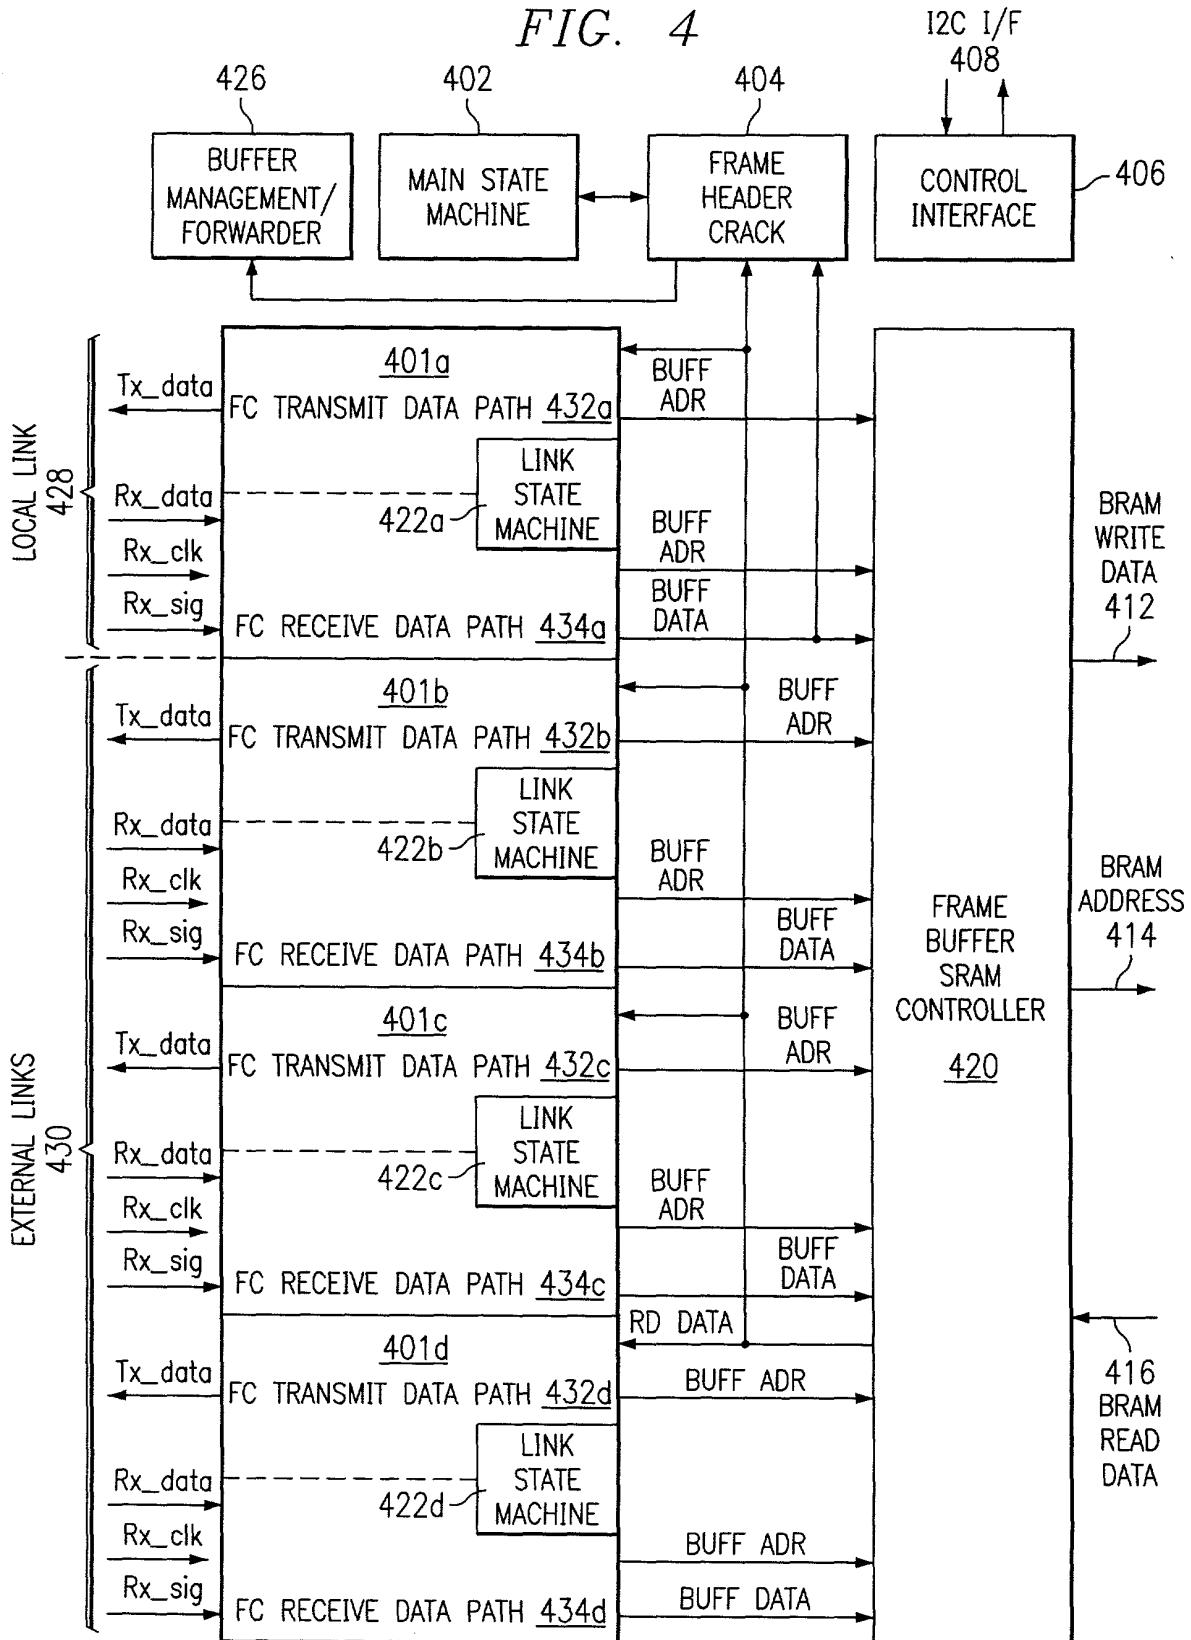 FIG. 4
I2C I/F
408
426
402
404
BUFFER
MANAGEMENT/
FORWARDER
MAIN STATE
MACHINE
FRAME
HEADER
CRACK
CONTROL
INTERFACE
406
LOCAL LINK
428
401a
Tx_data
FC TRANSMIT DATA PATH 432a
BUFF
ADR
LINK
STATE
MACHINE
422a
Rx_data
Rx_clk
Rx_sig
BUFF
ADR
BUFF
DATA
FC RECEIVE DATA PATH 434a
BRAM
WRITE
DATA
412
EXTERNAL LINKS
430
401b
Tx_data
FC TRANSMIT DATA PATH 432b
BUFF
ADR
LINK
STATE
MACHINE
422b
Rx_data
Rx_clk
Rx_sig
BUFF
ADR
BUFF
DATA
FC RECEIVE DATA PATH 434b
FRAME
BUFFER
SRAM
CONTROLLER
420
BRAM
ADDRESS
414
401c
Tx_data
FC TRANSMIT DATA PATH 432c
BUFF
ADR
LINK
STATE
MACHINE
422c
Rx_data
Rx_clk
Rx_sig
BUFF
ADR
BUFF
DATA
FC RECEIVE DATA PATH 434c
RD DATA
401d
Tx_data
FC TRANSMIT DATA PATH 432d
BUFF ADR
416
BRAM
READ
DATA
LINK
STATE
MACHINE
422d
Rx_data
Rx_clk
Rx_sig
BUFF ADR
BUFF DATA
FC RECEIVE DATA PATH 434d